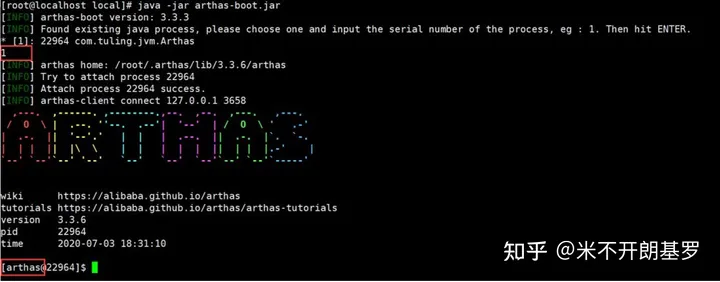 [root@localhost local]# java -jar arthas-boot.jar
[INFO] arthas-boot version: 3.3.3
[INFO] Found existing java process, please choose one and input the serial number of the process, eg : 1. Then hit ENTER.
* [1]: 22964 com.tuling.jvm.Arthas
1
[INFO] arthas home: /root/.arthas/lib/3.3.6/arthas
[INFO] Try to attach process 22964
[INFO] Attach process 22964 success.
[INFO] arthas-client connect 127.0.0.1 3658
ARTHAS
wiki https://alibaba.github.io/arthas
tutorials https://alibaba.github.io/arthas/arthas-tutorials
version 3.3.6
pid 22964
time 2020-07-03 18:31:10
[arthas@22964]$
知乎 @米不开朗基罗